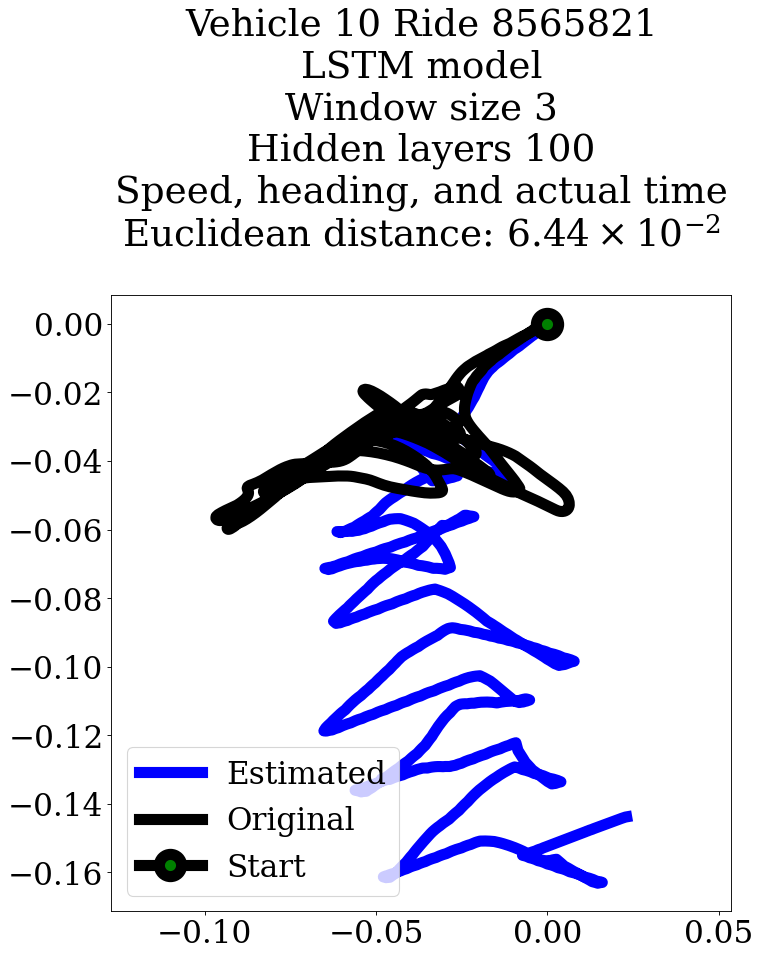 Vehicle 10 Ride 8565821
LSTM model
Window size 3
Hidden layers 100
Speed, heading, and actual time
Euclidean distance: 6.44 × 10⁻²
0.00
−0.02
−0.04
−0.06
−0.08
−0.10
−0.12
−0.14
−0.16
Estimated
Original
Start
−0.10 −0.05 0.00 0.05